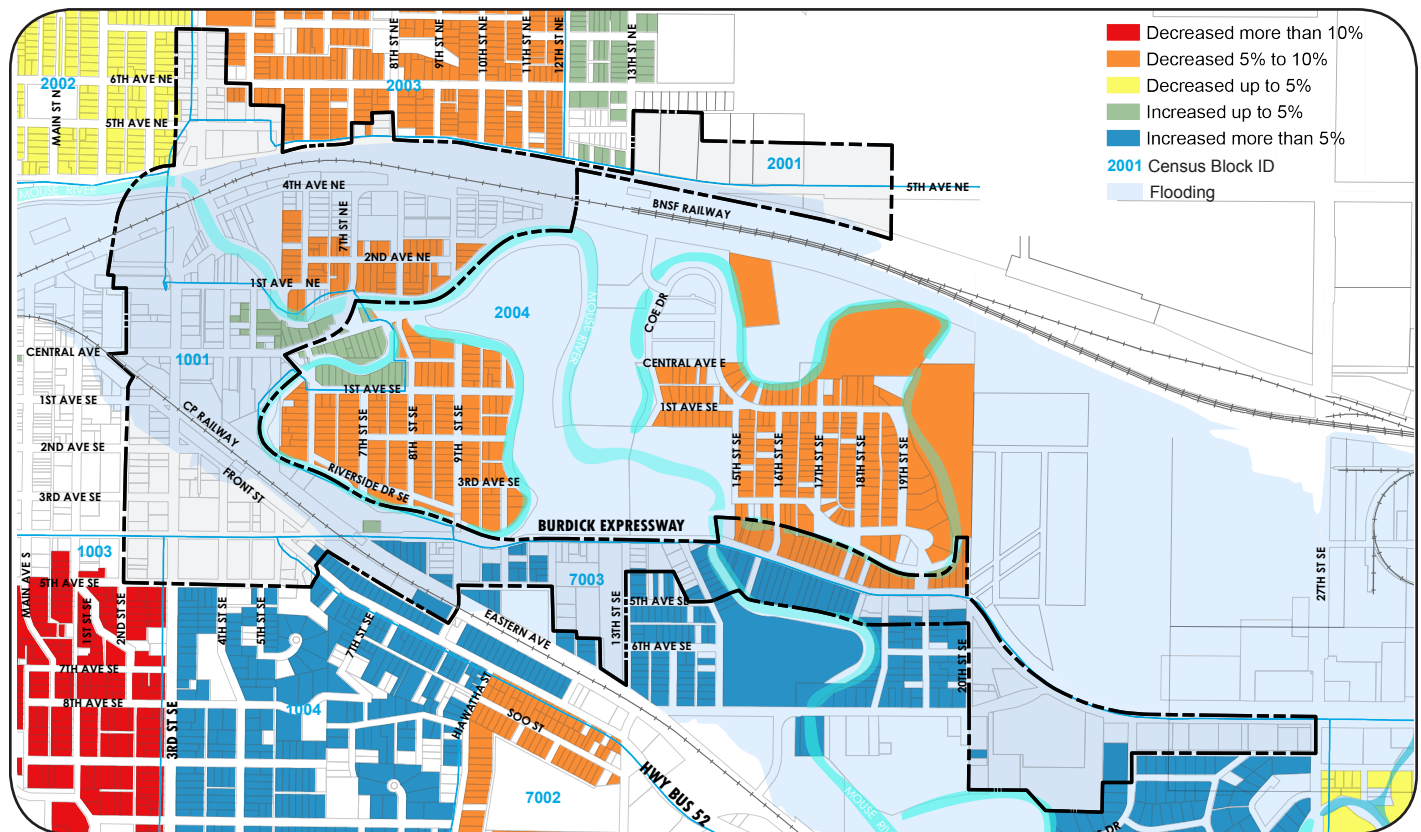 Decreased more than 10%
Decreased 5% to 10%
Decreased up to 5%
Increased up to 5%
Increased more than 5%
2001 Census Block ID
Flooding
8TH ST NE
9TH ST NE
10TH ST NE
11TH ST NE
12TH ST NE
13TH ST NE
6TH AVE NE
2002
2003
MAIN ST N
5TH AVE NE
2001
4TH AVE NE
5TH AVE NE
MOUSE RIVER
BNSF RAILWAY
7TH ST NE
2ND AVE NE
1ST AVE NE
2004
MOUSE RIVER
COE DR
CENTRAL AVE
1001
CENTRAL AVE E
1ST AVE SE
1ST AVE SE
1ST AVE SE
CP RAILWAY
7TH ST SE
8TH ST SE
9TH ST SE
2ND AVE SE
15TH ST SE
16TH ST SE
17TH ST SE
18TH ST SE
19TH ST SE
RIVERSIDE DR SE
3RD AVE SE
FRONT ST
3RD AVE SE
BURDICK EXPRESSWAY
1003
27TH ST SE
MAIN AVE S
5TH AVE SE
7003
1ST ST SE
2ND ST SE
4TH ST SE
5TH ST SE
7TH ST SE
EASTERN AVE
13TH ST SE
5TH AVE SE
6TH AVE SE
20TH ST SE
7TH AVE SE
8TH AVE SE
3RD ST SE
1004
HIAWATHA ST
SOO ST
HWY BUS 52
7002
MOUSE RI
DR